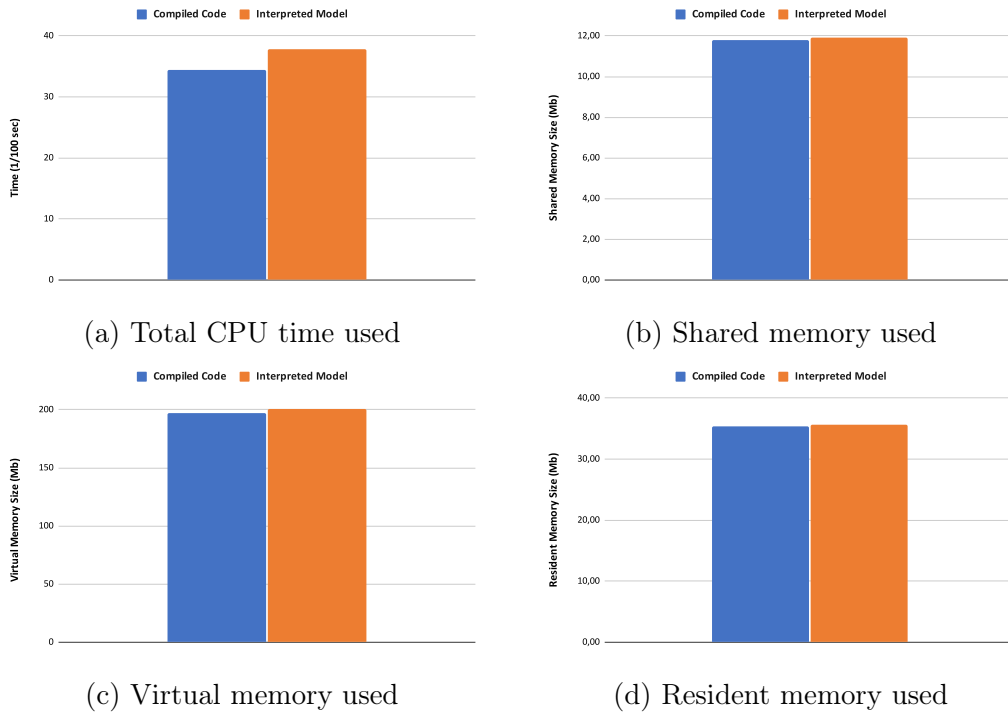 Compiled Code Interpreted Model
Time (1/100 sec)
40
30
20
10
0
(a) Total CPU time used
Compiled Code Interpreted Model
Shared Memory Size (Mb)
12,00
10,00
8,00
6,00
4,00
2,00
0,00
(b) Shared memory used
Compiled Code Interpreted Model
Virtual Memory Size (Mb)
200
150
100
50
0
(c) Virtual memory used
Compiled Code Interpreted Model
Resident Memory Size (Mb)
40,00
30,00
20,00
10,00
0,00
(d) Resident memory used